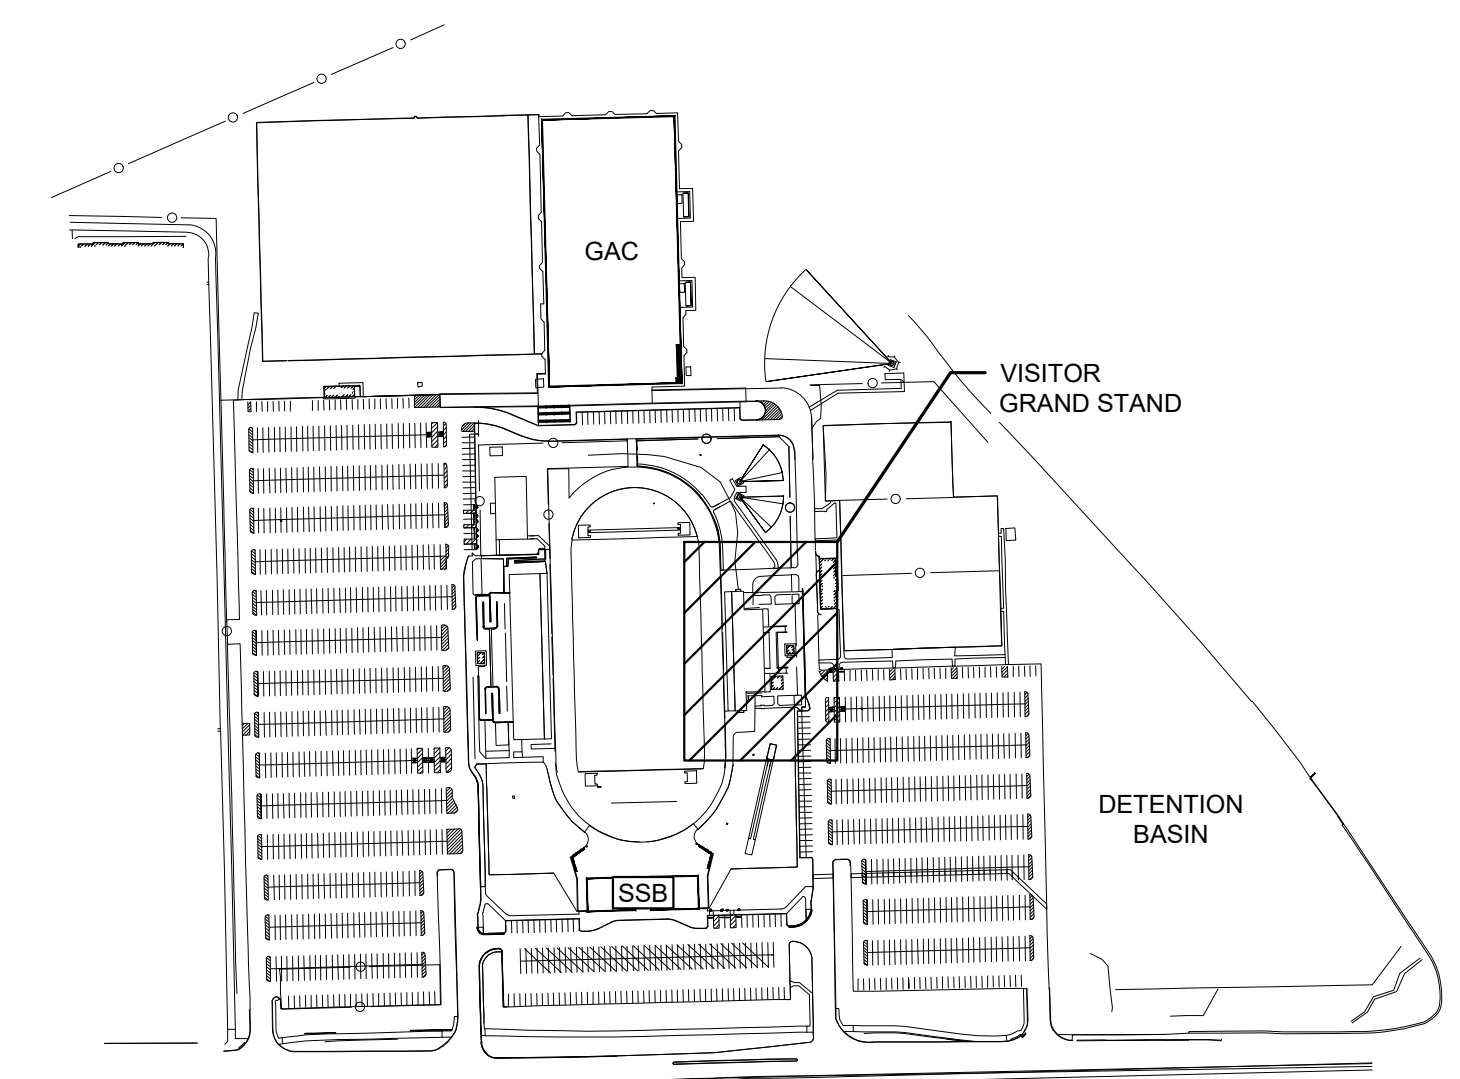 GAC
VISITOR
GRAND STAND
DETENTION
BASIN
SSB